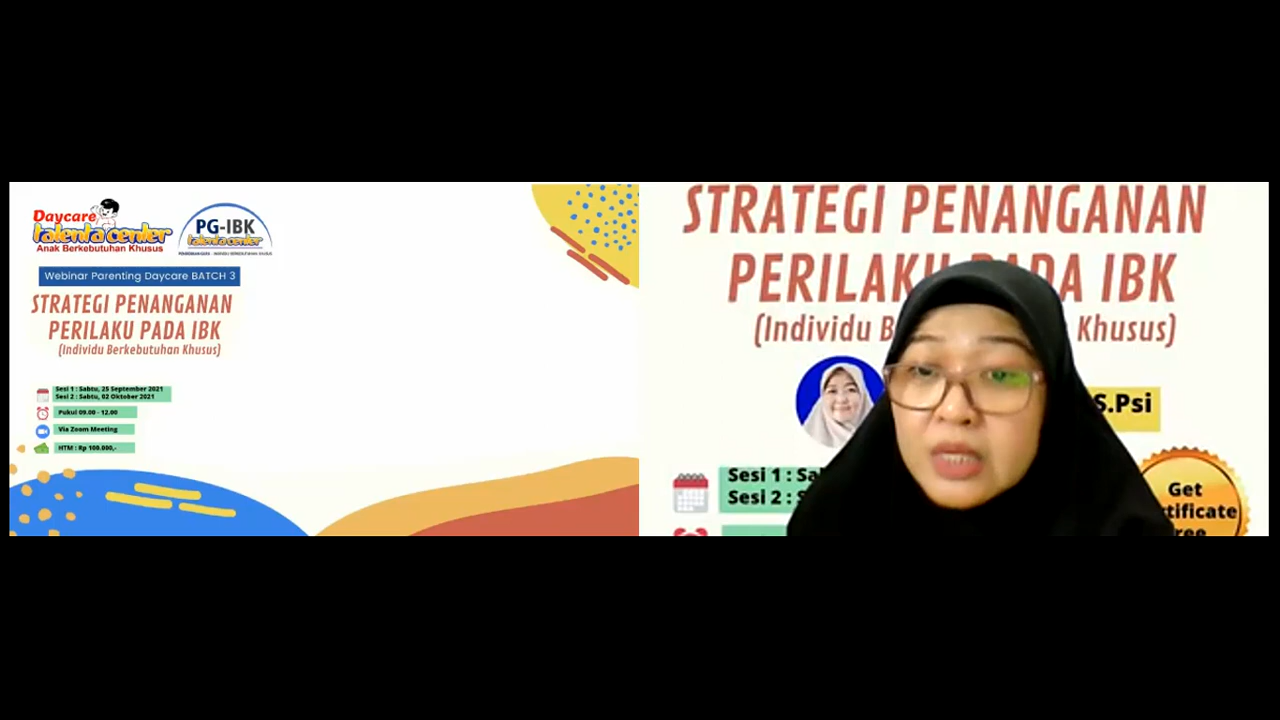 Daycare
talenta center
Anak Berkebutuhan Khusus
PG-IBK
talenta center
Webinar Parenting Daycare BATCH 3
STRATEGI PENANGANAN
PERILAKU PADA IBK
(Individu Berkebutuhan Khusus)
Sesi 1 : Sabtu, 25 September 2021
Sesi 2 : Sabtu, 02 Oktober 2021
Pukul 09.00 - 12.00
Via Zoom Meeting
HTM : Rp 100.000,-
STRATEGI PENANGANAN
PERILAKU DA IBK
(Individu B Khusus)
S.Psi
Sesi 1 : Sa
Sesi 2 : S
Get
rtificate
ree